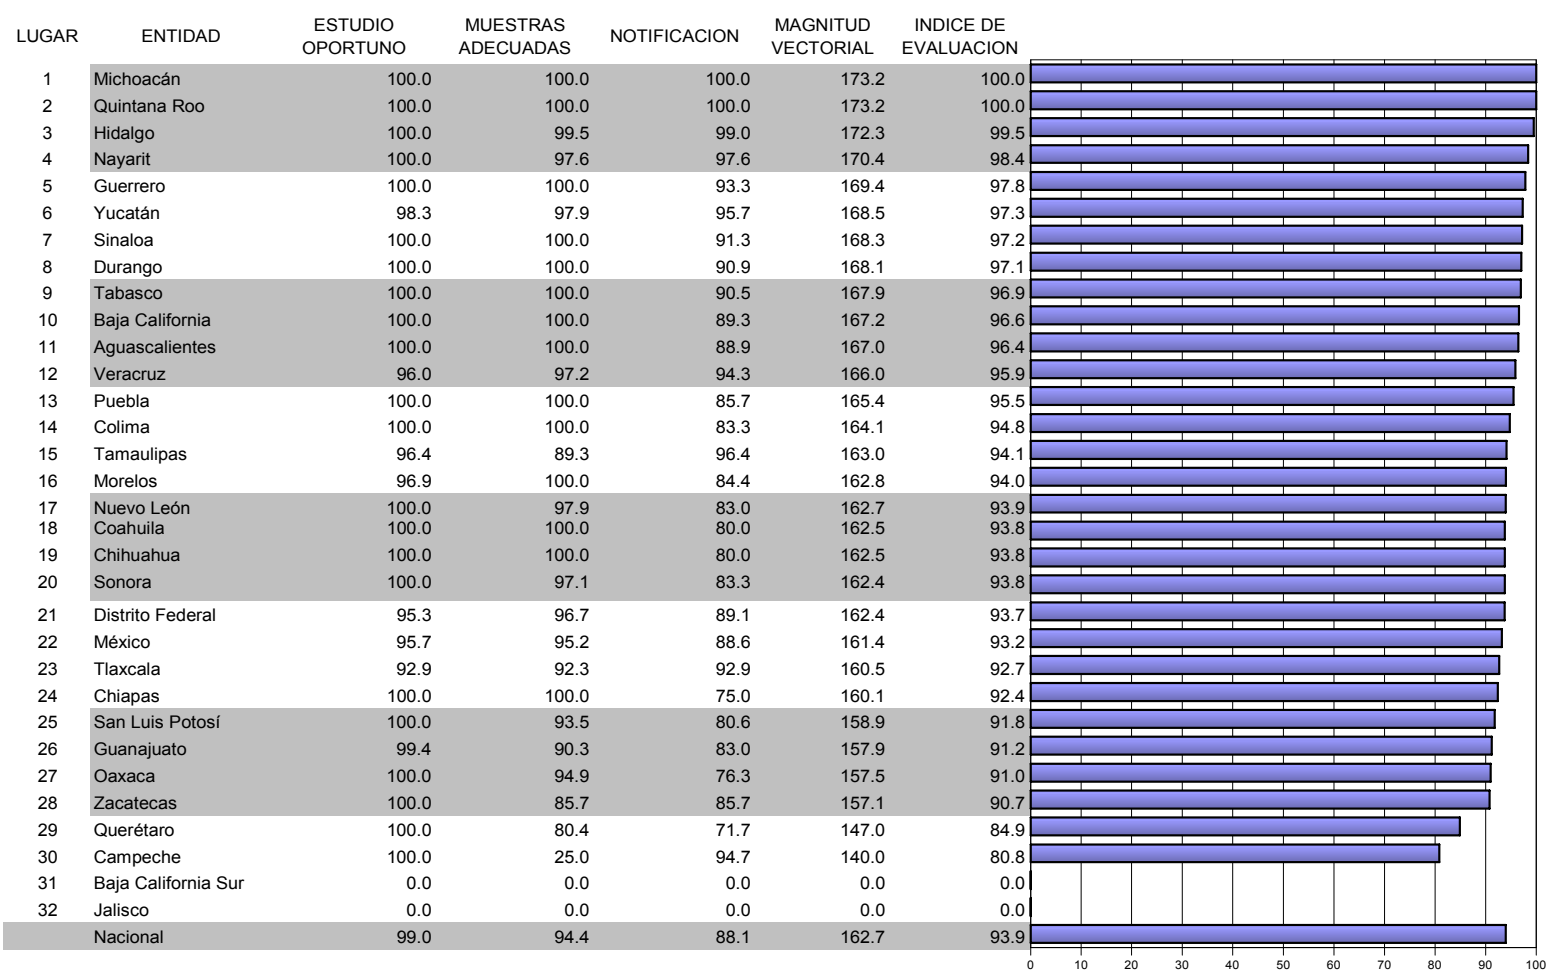 LUGAR ENTIDAD ESTUDIO OPORTUNO MUESTRAS ADECUADAS NOTIFICACION MAGNITUD VECTORIAL INDICE DE EVALUACION
1 Michoacán 100.0 100.0 100.0 173.2 100.0
2 Quintana Roo 100.0 100.0 100.0 173.2 100.0
3 Hidalgo 100.0 99.5 99.0 172.3 99.5
4 Nayarit 100.0 97.6 97.6 170.4 98.4
5 Guerrero 100.0 100.0 93.3 169.4 97.8
6 Yucatán 98.3 97.9 95.7 168.5 97.3
7 Sinaloa 100.0 100.0 91.3 168.3 97.2
8 Durango 100.0 100.0 90.9 168.1 97.1
9 Tabasco 100.0 100.0 90.5 167.9 96.9
10 Baja California 100.0 100.0 89.3 167.2 96.6
11 Aguascalientes 100.0 100.0 88.9 167.0 96.4
12 Veracruz 96.0 97.2 94.3 166.0 95.9
13 Puebla 100.0 100.0 85.7 165.4 95.5
14 Colima 100.0 100.0 83.3 164.1 94.8
15 Tamaulipas 96.4 89.3 96.4 163.0 94.1
16 Morelos 96.9 100.0 84.4 162.8 94.0
17 Nuevo León 100.0 97.9 83.0 162.7 93.9
18 Coahuila 100.0 100.0 80.0 162.5 93.8
19 Chihuahua 100.0 100.0 80.0 162.5 93.8
20 Sonora 100.0 97.1 83.3 162.4 93.8
21 Distrito Federal 95.3 96.7 89.1 162.4 93.7
22 México 95.7 95.2 88.6 161.4 93.2
23 Tlaxcala 92.9 92.3 92.9 160.5 92.7
24 Chiapas 100.0 100.0 75.0 160.1 92.4
25 San Luis Potosí 100.0 93.5 80.6 158.9 91.8
26 Guanajuato 99.4 90.3 83.0 157.9 91.2
27 Oaxaca 100.0 94.9 76.3 157.5 91.0
28 Zacatecas 100.0 85.7 85.7 157.1 90.7
29 Querétaro 100.0 80.4 71.7 147.0 84.9
30 Campeche 100.0 25.0 94.7 140.0 80.8
31 Baja California Sur 0.0 0.0 0.0 0.0 0.0
32 Jalisco 0.0 0.0 0.0 0.0 0.0
Nacional 99.0 94.4 88.1 162.7 93.9
0 10 20 30 40 50 60 70 80 90 100